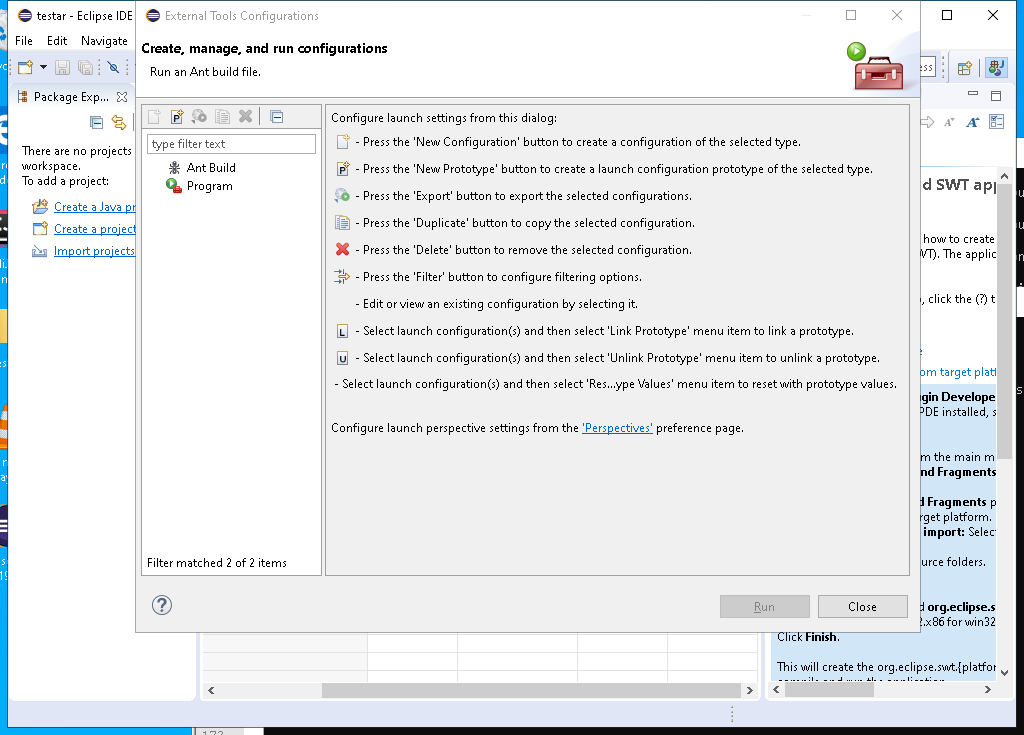 testar - Eclipse IDE
External Tools Configurations
File Edit Navigate
Create, manage, and run configurations
Run an Ant build file.
Package Exp...
There are no projects
workspace.
To add a project:
Create a Java pr
Create a project
Import projects
type filter text
Ant Build
Program
Filter matched 2 of 2 items
Configure launch settings from this dialog:
- Press the 'New Configuration' button to create a configuration of the selected type.
- Press the 'New Prototype' button to create a launch configuration prototype of the selected type.
- Press the 'Export' button to export the selected configurations.
- Press the 'Duplicate' button to copy the selected configuration.
- Press the 'Delete' button to remove the selected configuration.
- Press the 'Filter' button to configure filtering options.
- Edit or view an existing configuration by selecting it.
- Select launch configuration(s) and then select 'Link Prototype' menu item to link a prototype.
- Select launch configuration(s) and then select 'Unlink Prototype' menu item to unlink a prototype.
- Select launch configuration(s) and then select 'Res...ype Values' menu item to reset with prototype values.
Configure launch perspective settings from the 'Perspectives' preference page.
Run
Close
ss
d SWT app
how to create
VT). The applic
, click the (?) t
om target platf
gin Develope
PDE installed, s
m the main m
nd Fragments
d Fragments p
rget platform.
import: Select
urce folders.
d org.eclipse.s
2.x86 for win32
Click Finish.
This will create the org.eclipse.swt.{platfor
compile and run the application
173